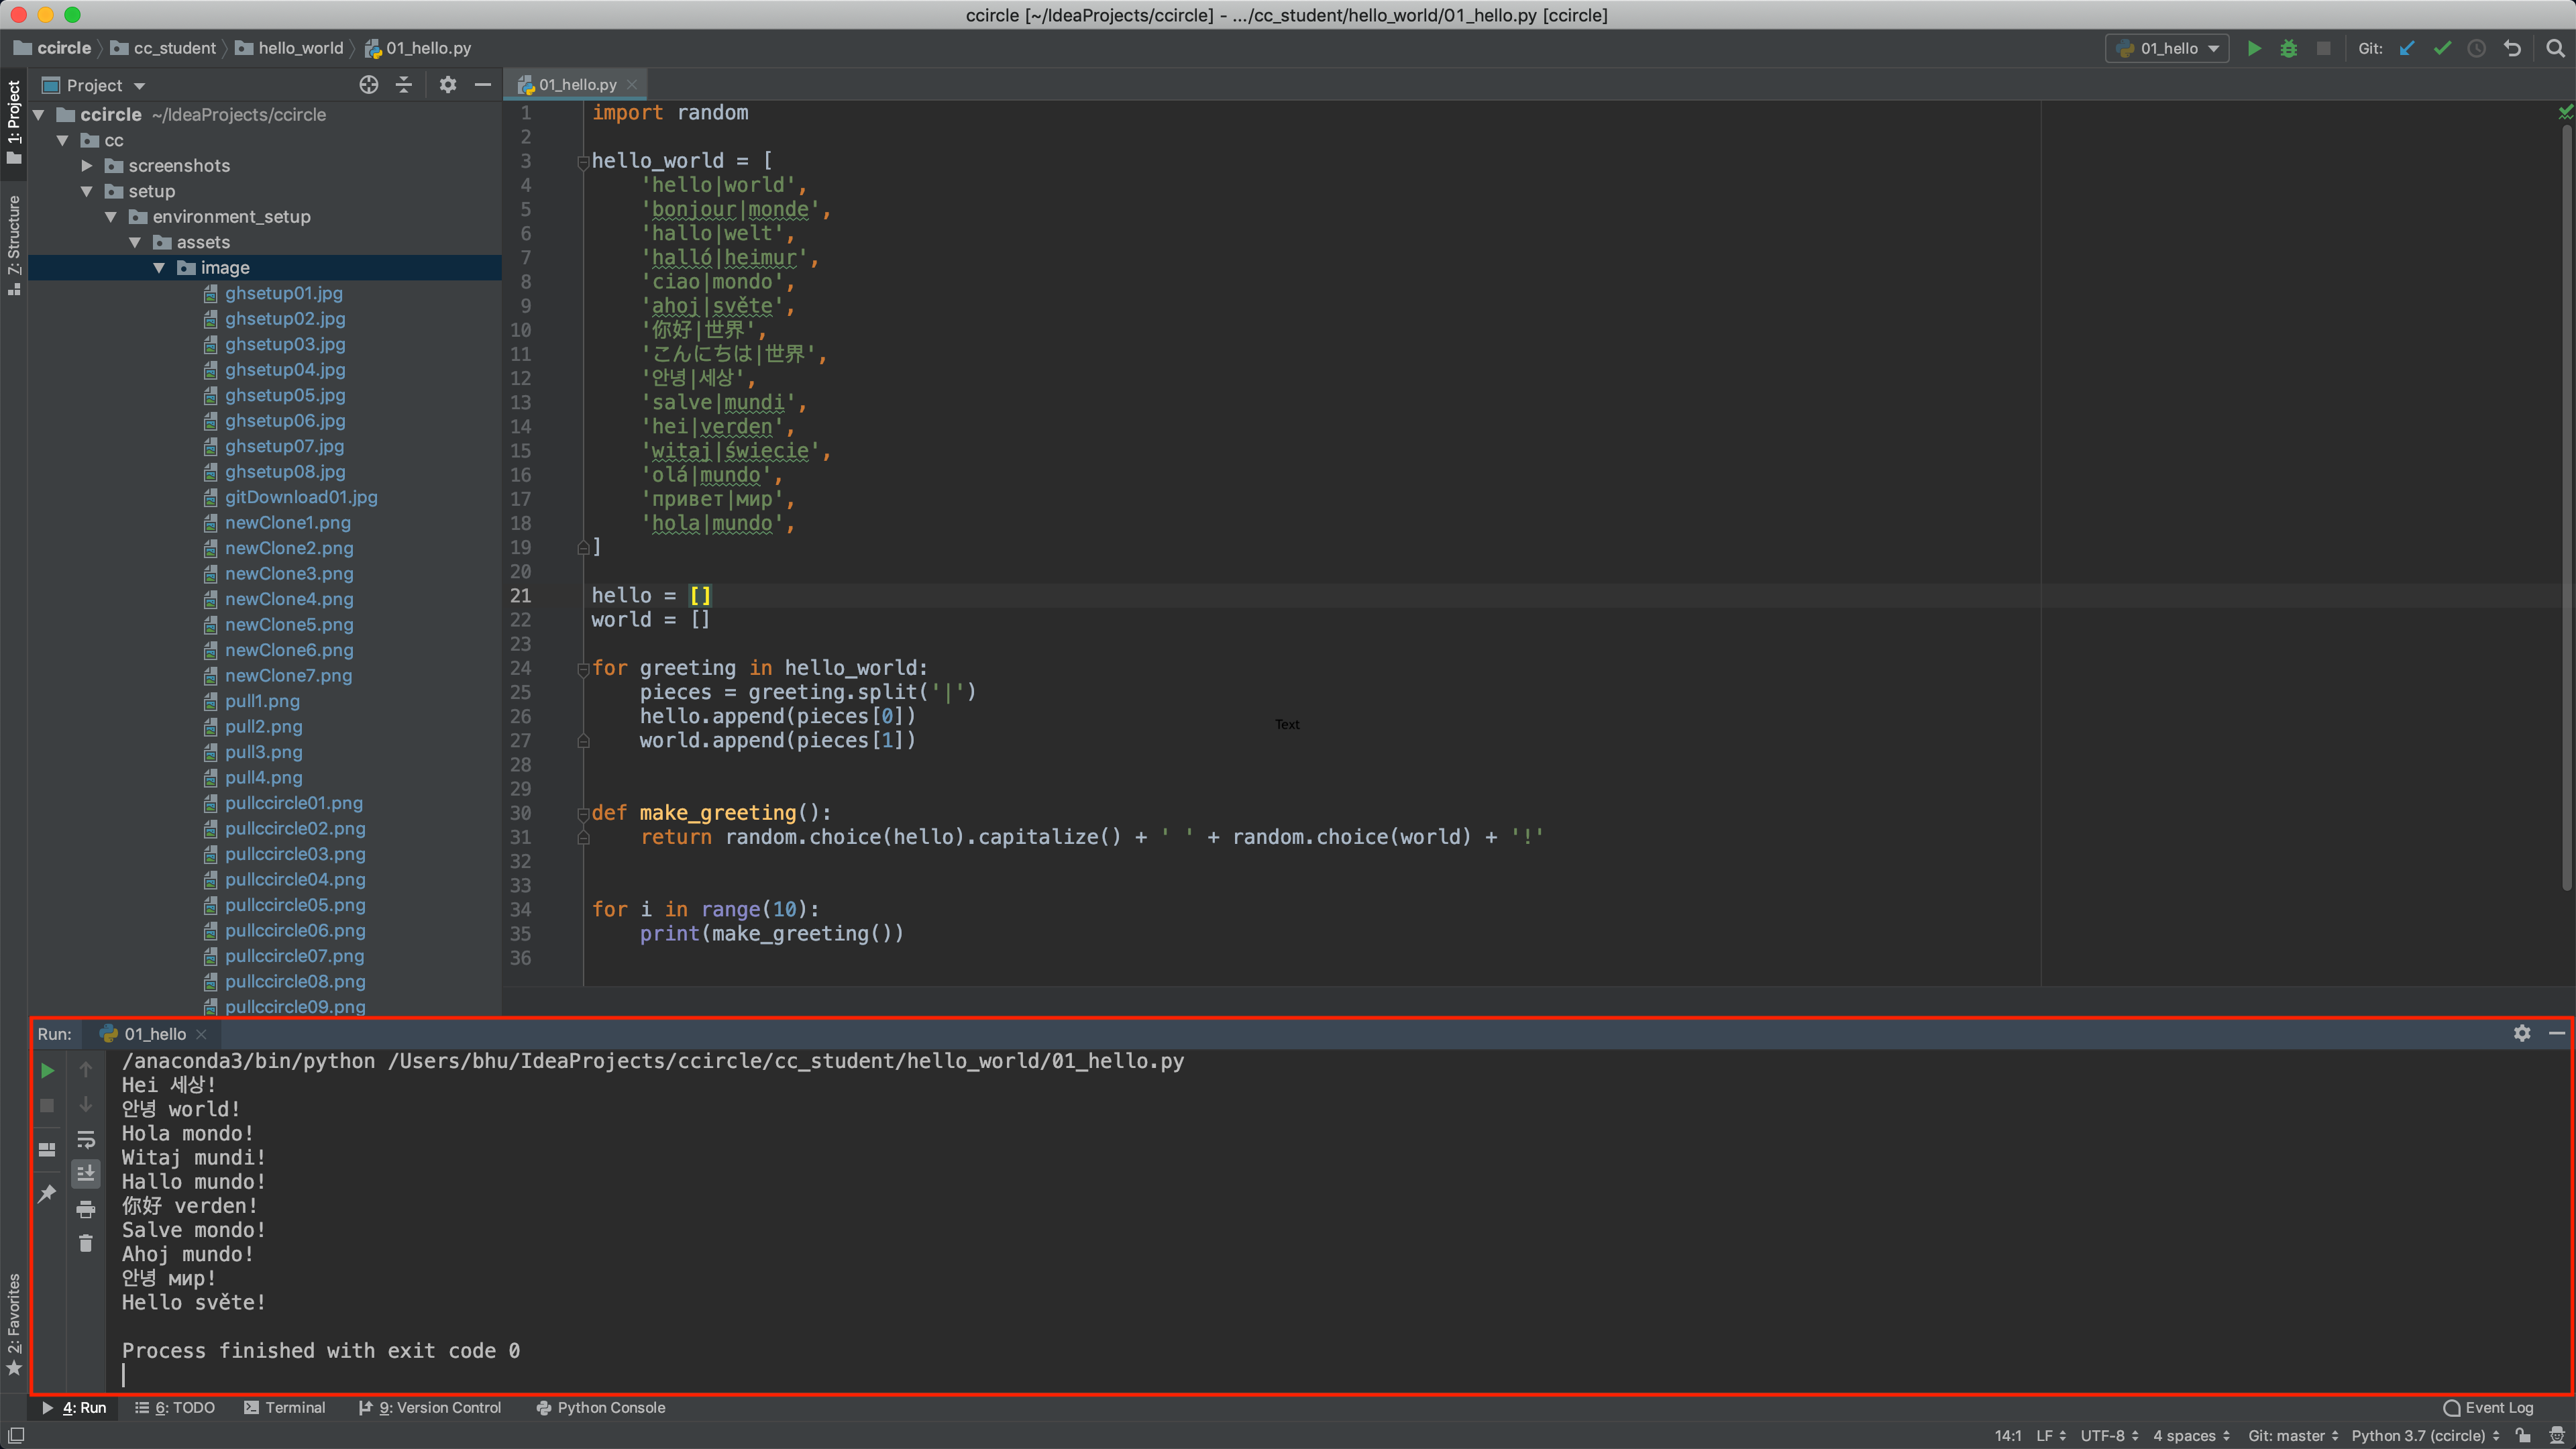 ccircle [~/IdeaProjects/ccircle] - .../cc_student/hello_world/01_hello.py [ccircle]
ccircle cc_student hello_world 01_hello.py
01_hello Git:
Project
01_hello.py
1: Project
7: Structure
2: Favorites
ccircle ~/IdeaProjects/ccircle
cc
screenshots
setup
environment_setup
assets
image
ghsetup01.jpg
ghsetup02.jpg
ghsetup03.jpg
ghsetup04.jpg
ghsetup05.jpg
ghsetup06.jpg
ghsetup07.jpg
ghsetup08.jpg
gitDownload01.jpg
newClone1.png
newClone2.png
newClone3.png
newClone4.png
newClone5.png
newClone6.png
newClone7.png
pull1.png
pull2.png
pull3.png
pull4.png
pullccircle01.png
pullccircle02.png
pullccircle03.png
pullccircle04.png
pullccircle05.png
pullccircle06.png
pullccircle07.png
pullccircle08.png
pullccircle09.png
1 import random
2
3 hello_world = [
4 'hello|world',
5 'bonjour|monde',
6 'hallo|welt',
7 'halló|heimur',
8 'ciao|mondo',
9 'ahoj|světe',
10 '你好|世界',
11 'こんにちは|世界',
12 '안녕|세상',
13 'salve|mundi',
14 'hei|verden',
15 'witaj|świecie',
16 'olá|mundo',
17 'привет|мир',
18 'hola|mundo',
19 ]
20
21 hello = []
22 world = []
23
24 for greeting in hello_world:
25 pieces = greeting.split('|')
26 hello.append(pieces[0])
Text
27 world.append(pieces[1])
28
29
30 def make_greeting():
31 return random.choice(hello).capitalize() + ' ' + random.choice(world) + '!'
32
33
34 for i in range(10):
35 print(make_greeting())
36
Run: 01_hello
/anaconda3/bin/python /Users/bhu/IdeaProjects/ccircle/cc_student/hello_world/01_hello.py
Hei 세상!
안녕 world!
Hola mondo!
Witaj mundi!
Hallo mundo!
你好 verden!
Salve mondo!
Ahoj mundo!
안녕 мир!
Hello světe!
Process finished with exit code 0
4: Run 6: TODO Terminal 9: Version Control Python Console Event Log
14:1 LF UTF-8 4 spaces Git: master Python 3.7 (ccircle)